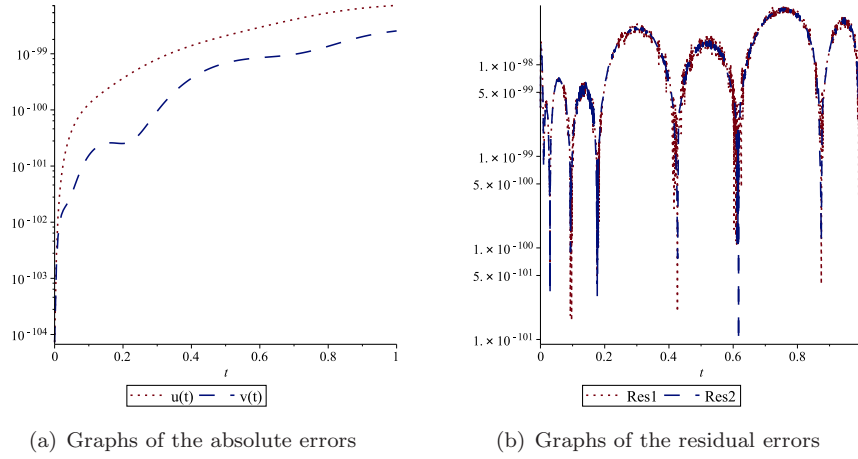 10^-99
10^-100
10^-101
10^-102
10^-103
10^-104
0 0.2 0.4 0.6 0.8 1
t
u(t) v(t)
(a) Graphs of the absolute errors
1. × 10^-98
5. × 10^-99
1. × 10^-99
5. × 10^-100
1. × 10^-100
5. × 10^-101
1. × 10^-101
0 0.2 0.4 0.6 0.8
t
Res1 Res2
(b) Graphs of the residual errors